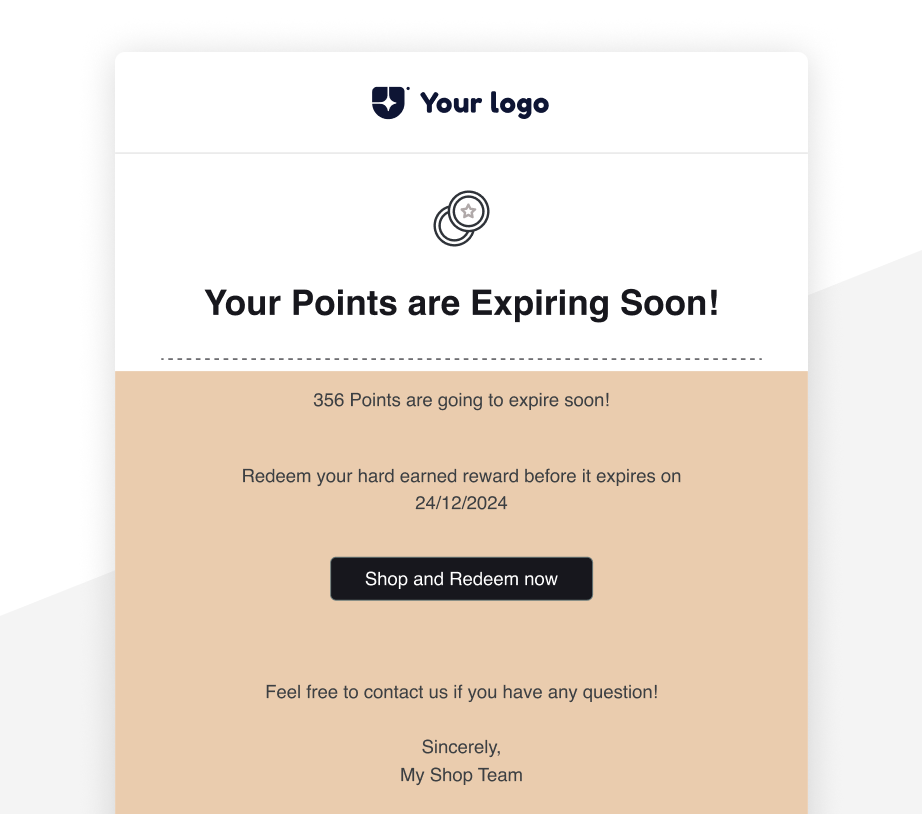 Your logo
Your Points are Expiring Soon!
356 Points are going to expire soon!
Redeem your hard earned reward before it expires on
24/12/2024
Shop and Redeem now
Feel free to contact us if you have any question!
Sincerely,
My Shop Team